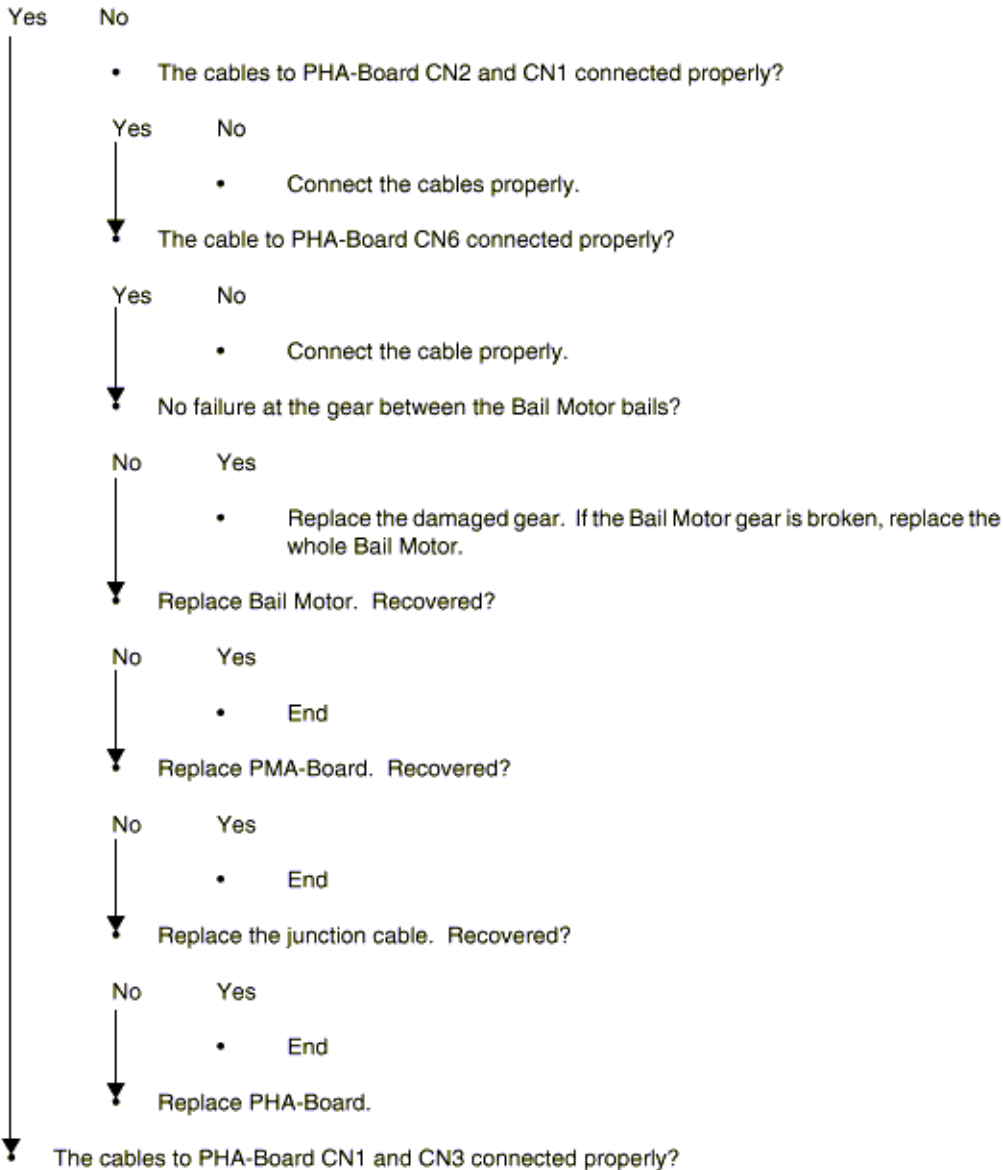 Yes No
• The cables to PHA-Board CN2 and CN1 connected properly?
Yes No
• Connect the cables properly.
• The cable to PHA-Board CN6 connected properly?
Yes No
• Connect the cable properly.
• No failure at the gear between the Bail Motor bails?
No Yes
• Replace the damaged gear. If the Bail Motor gear is broken, replace the
whole Bail Motor.
• Replace Bail Motor. Recovered?
No Yes
• End
• Replace PMA-Board. Recovered?
No Yes
• End
• Replace the junction cable. Recovered?
No Yes
• End
• Replace PHA-Board.
• The cables to PHA-Board CN1 and CN3 connected properly?